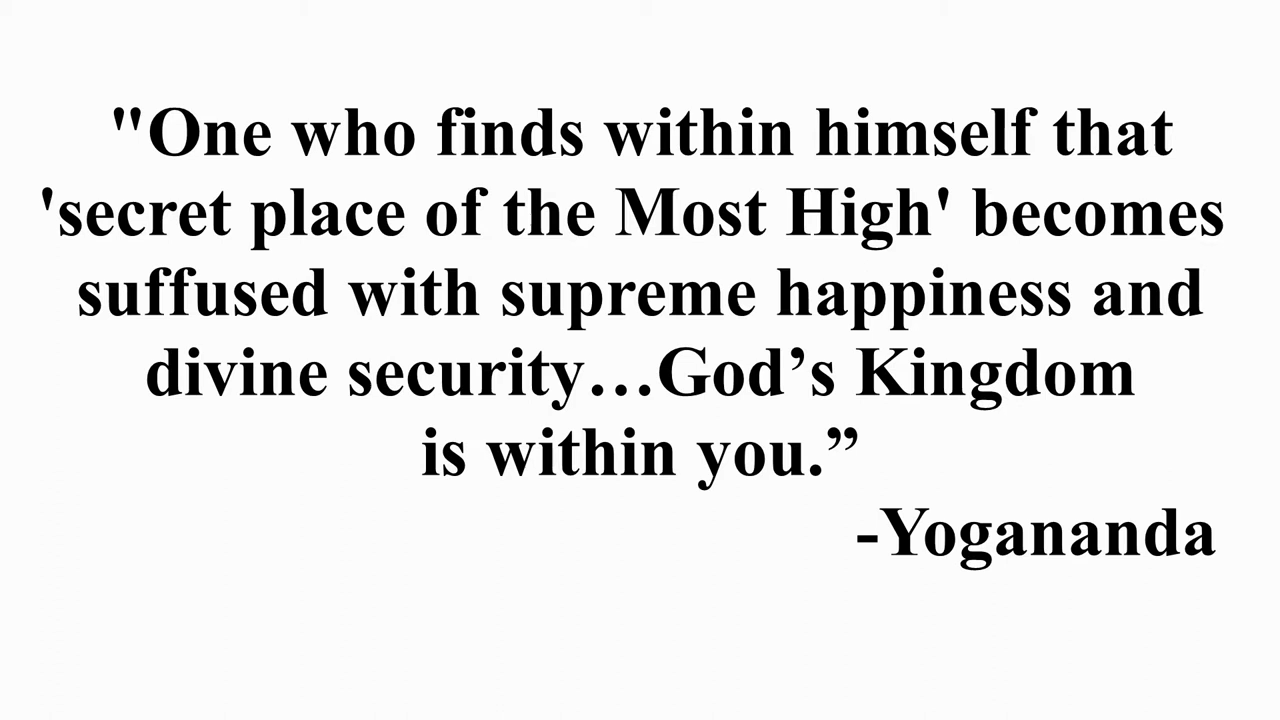 "One who finds within himself that
'secret place of the Most High' becomes
suffused with supreme happiness and
divine security…God’s Kingdom
is within you.”
-Yogananda